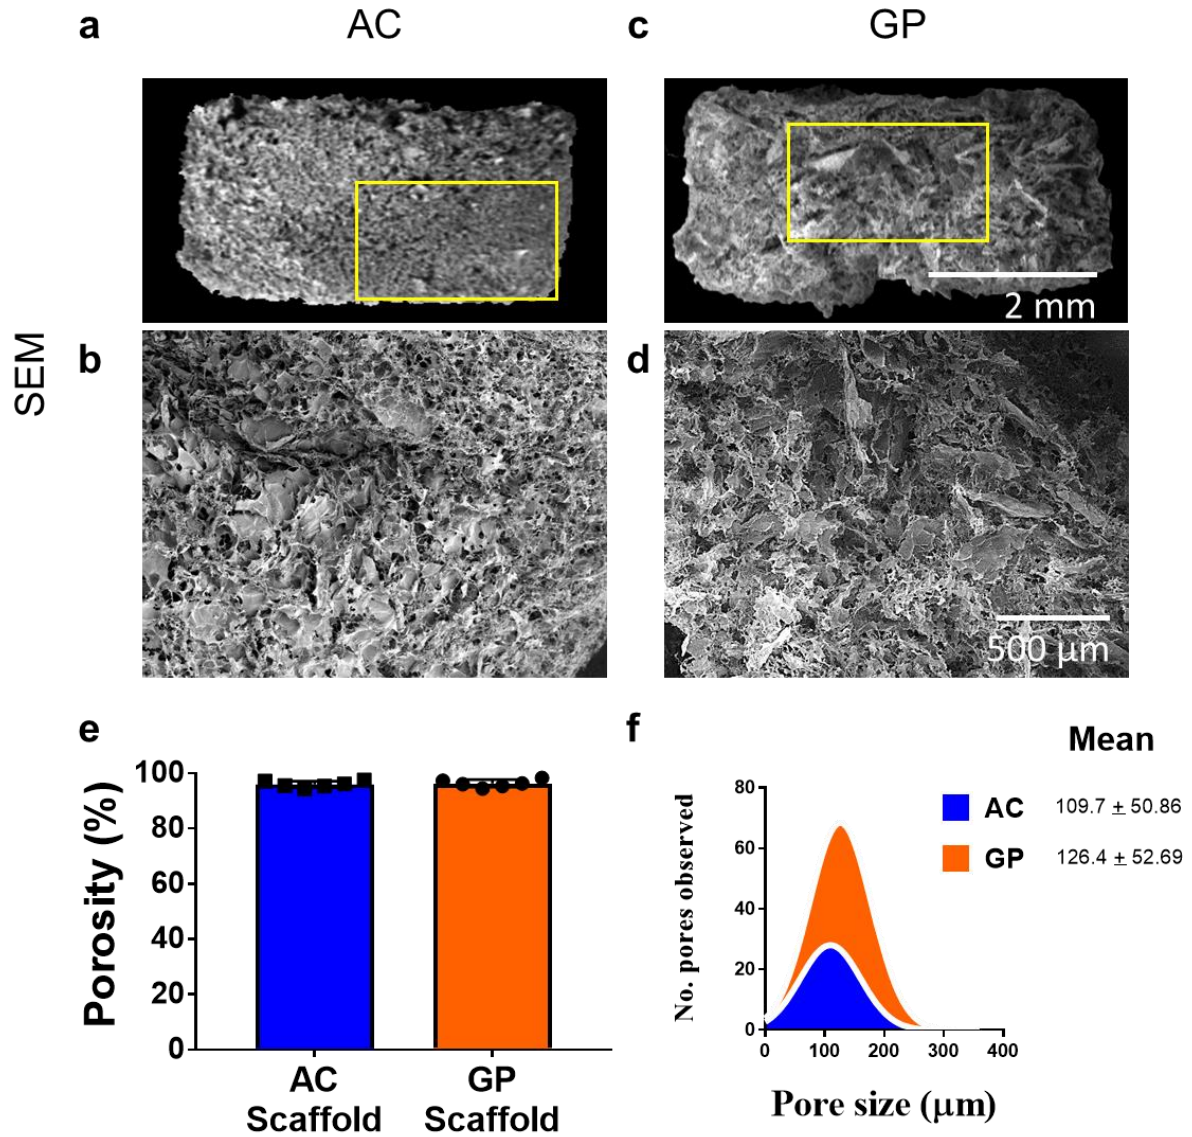 a
AC
c
GP
SEM
2 mm
b
d
500 μm
e
Porosity (%)
100
80
60
40
20
0
AC
Scaffold
GP
Scaffold
f
Mean
No. pores observed
80
60
40
20
0
0 100 200 300 400
Pore size (μm)
AC 109.7 ± 50.86
GP 126.4 ± 52.69